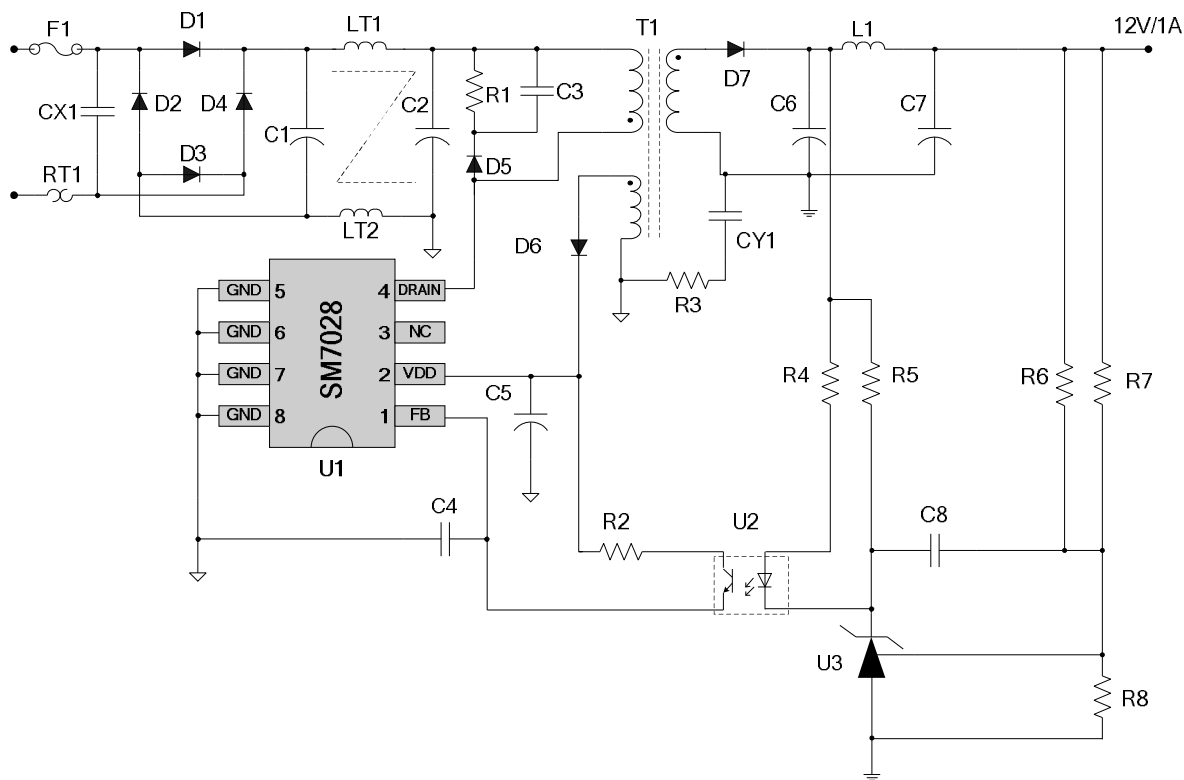 F1
D1
LT1
T1
L1
12V/1A
CX1
D2
D4
C1
C2
R1
C3
D7
C6
C7
D3
D5
RT1
LT2
D6
CY1
R3
GND 5
4 DRAIN
GND 6
3 NC
GND 7
2 VDD
GND 8
1 FB
SM7028
U1
C5
R4
R5
R6
R7
C4
R2
U2
C8
U3
R8